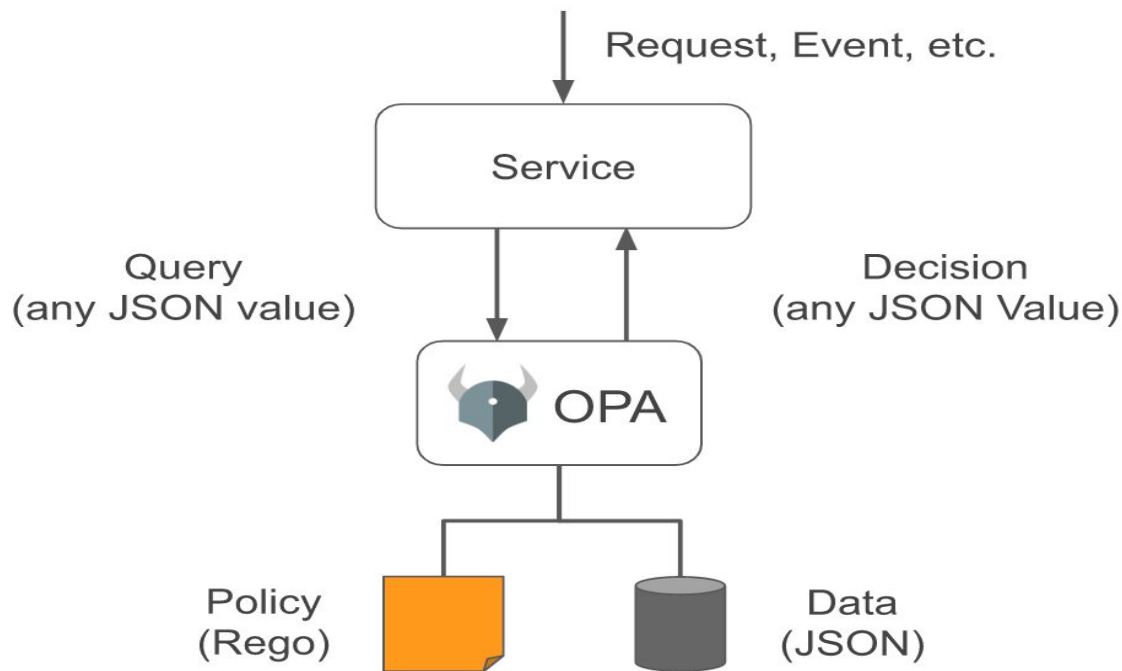 Request, Event, etc.
Service
Query
(any JSON value)
Decision
(any JSON Value)
OPA
Policy
(Rego)
Data
(JSON)